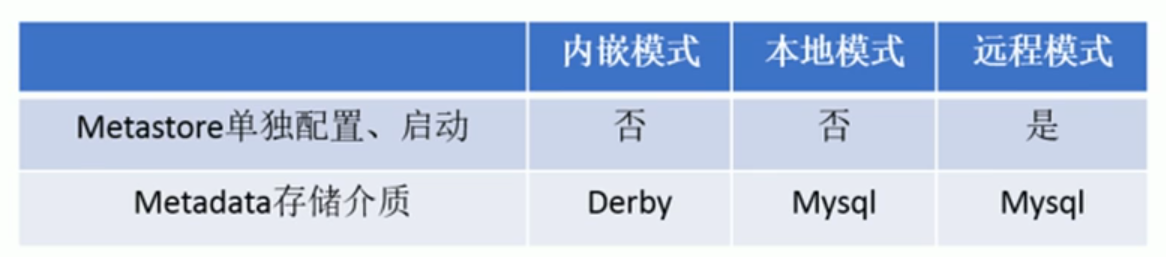 内嵌模式 本地模式 远程模式
Metastore单独配置、启动 否 否 是
Metadata存储介质 Derby Mysql Mysql